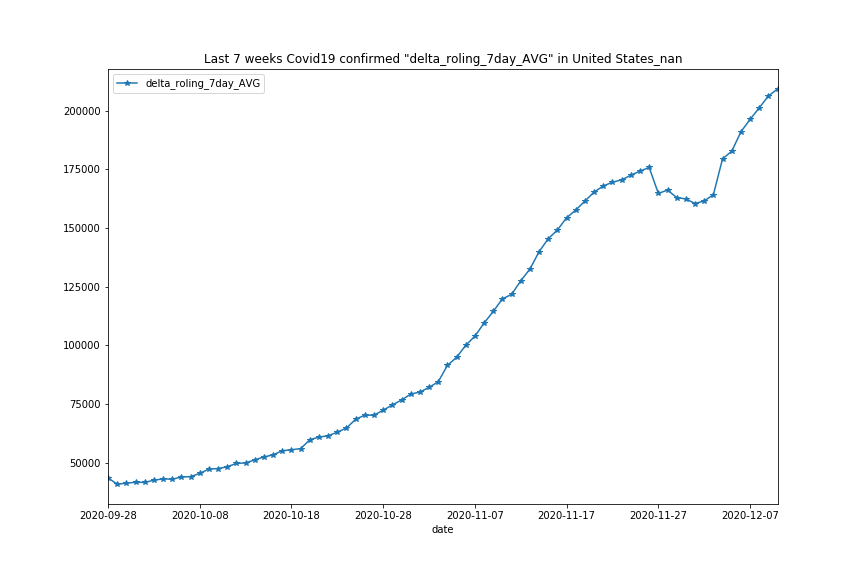 Last 7 weeks Covid19 confirmed "delta_roling_7day_AVG" in United States_nan
delta_roling_7day_AVG
200000
175000
150000
125000
100000
75000
50000
2020-09-28 2020-10-08 2020-10-18 2020-10-28 2020-11-07 2020-11-17 2020-11-27 2020-12-07
date